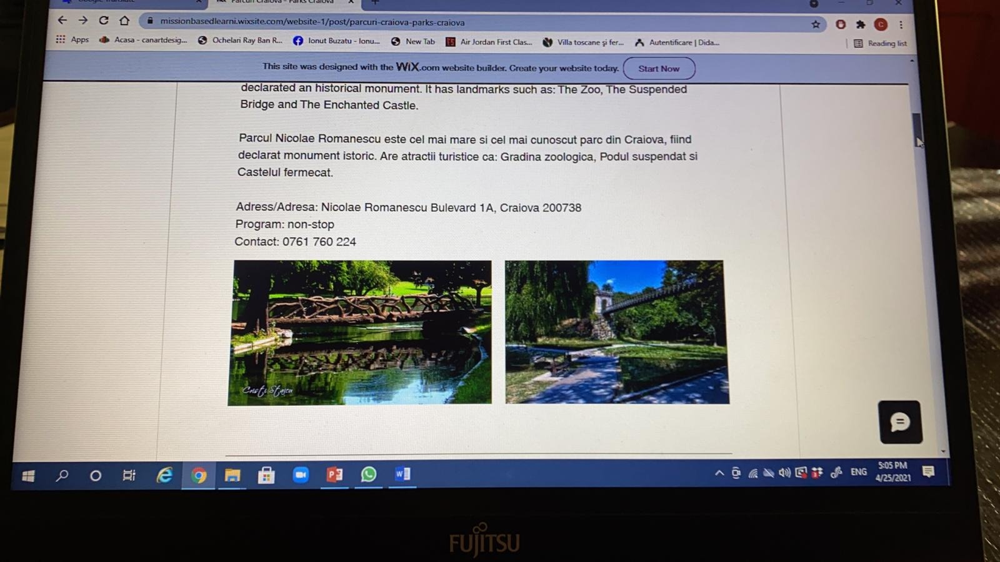 Parcuri Craiova - Parks Craiova
missionbasedlearni.wixsite.com/website-1/post/parcuri-craiova-parks-craiova
Apps Acasa - canartdesig... Ochelari Ray Ban R... Ionut Buzatu - Ionu... New Tab Air Jordan First Clas... Villa toscane și fer... Autentificare | Dida... Reading list
This site was designed with the WiX.com website builder. Create your website today. Start Now
declarated an historical monument. It has landmarks such as: The Zoo, The Suspended
Bridge and The Enchanted Castle.
Parcul Nicolae Romanescu este cel mai mare si cel mai cunoscut parc din Craiova, fiind
declarat monument istoric. Are atractii turistice ca: Gradina zoologica, Podul suspendat si
Castelul fermecat.
Adress/Adresa: Nicolae Romanescu Bulevard 1A, Craiova 200738
Program: non-stop
Contact: 0761 760 224
ENG
5:05 PM
4/25/2021
FUJITSU